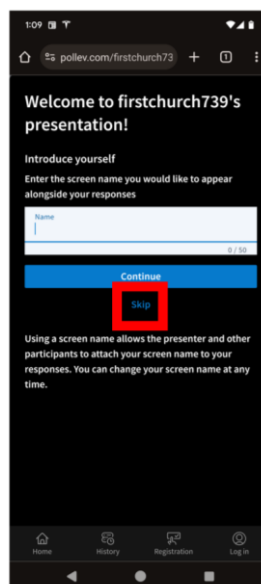 1:09
pollev.com/firstchurch73
1
Welcome to firstchurch739's
presentation!
Introduce yourself
Enter the screen name you would like to appear
alongside your responses
Name
0 / 50
Continue
Skip
Using a screen name allows the presenter and other
participants to attach your screen name to your
responses. You can change your screen name at any
time.
Home History Registration Log in